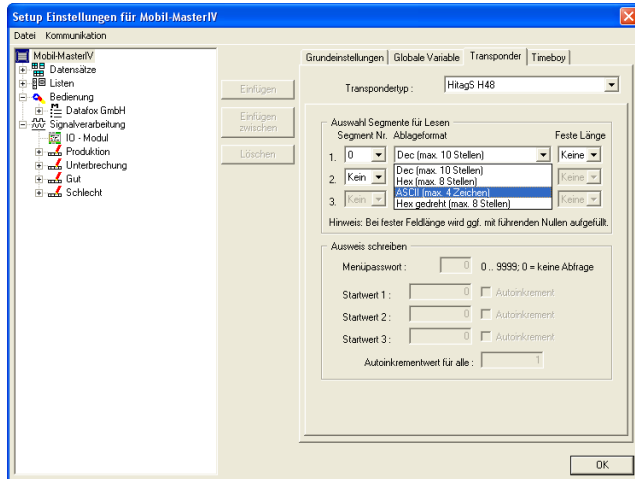 Setup Einstellungen für Mobil-MasterIV
Datei Kommunikation
Mobil-MasterIV
Datensätze
Listen
Bedienung
Datafox GmbH
Signalverarbeitung
IO - Modul
Produktion
Unterbrechung
Gut
Schlecht
Einfügen
Einfügen
zwischen
Löschen
Grundeinstellungen Globale Variable Transponder Timeboy
Transpondertyp : HitagS H48
Auswahl Segmente für Lesen
Segment Nr. Ablageformat Feste Länge
1. 0 Dec (max. 10 Stellen) Keine
Dec (max. 10 Stellen)
2. Kein Hex (max. 8 Stellen) Keine
ASCII (max. 4 Zeichen)
3. Kein Hex gedreht (max. 8 Stellen) Keine
Hinweis: Bei fester Feldlänge wird ggf. mit führenden Nullen aufgefüllt.
Ausweis schreiben
Menüpasswort : 0 0 .. 9999; 0 = keine Abfrage
Startwert 1 : 0 Autoinkrement
Startwert 2 : 0 Autoinkrement
Startwert 3 : 0 Autoinkrement
Autoinkrementwert für alle : 1
OK